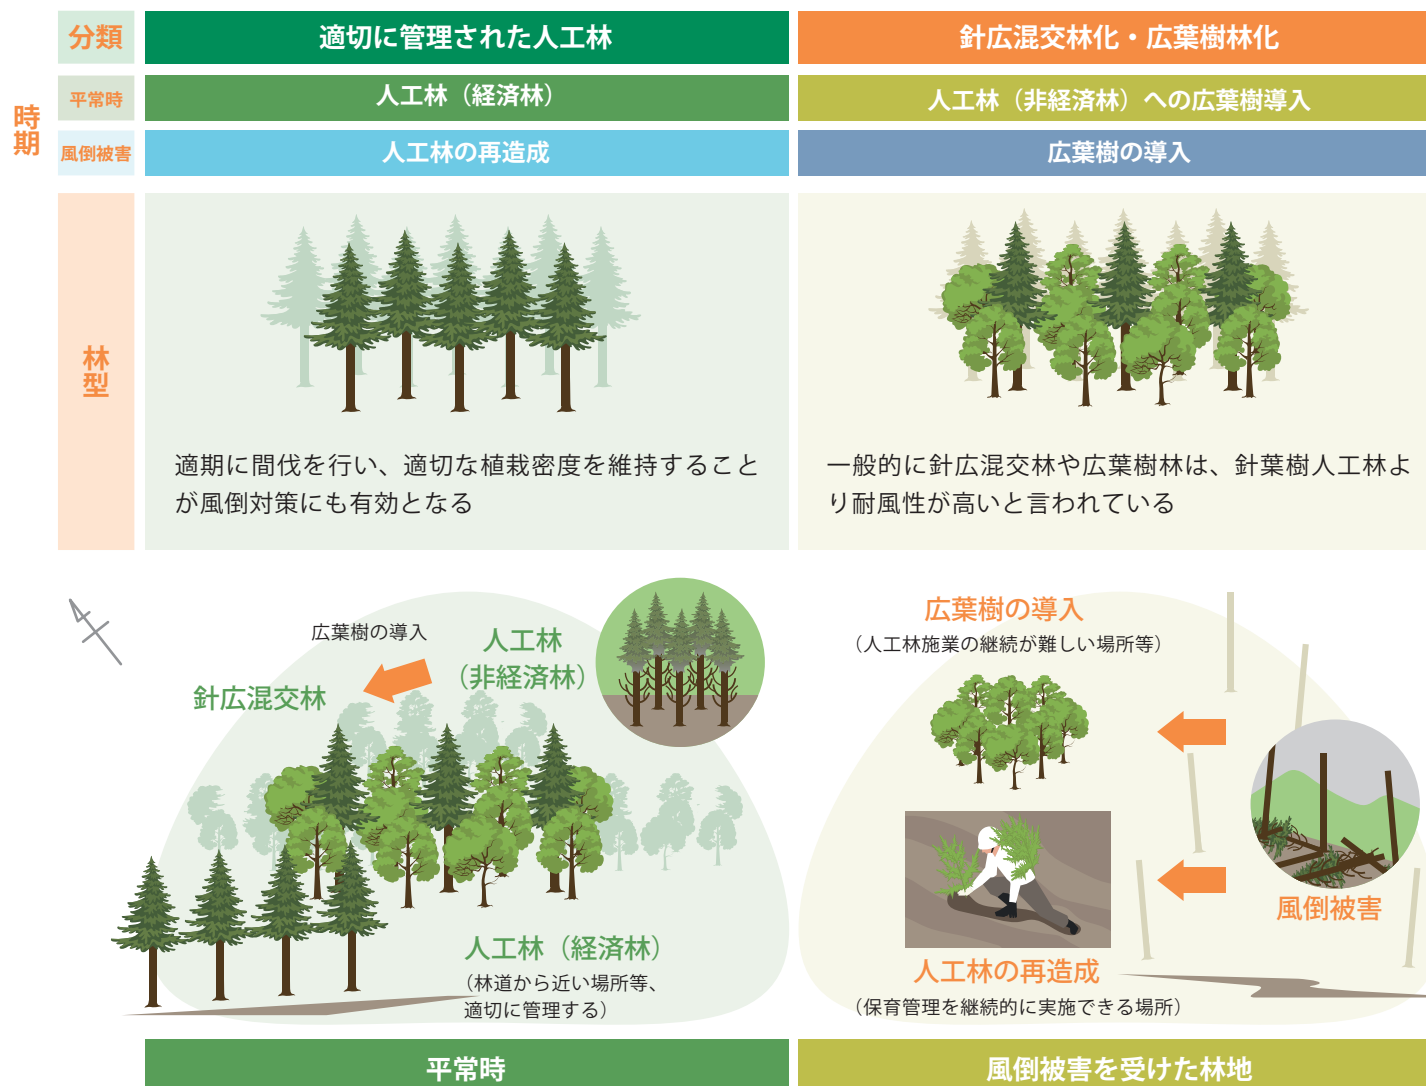 分類
適切に管理された人工林
針広混交林化・広葉樹林化
時期
平常時
人工林（経済林）
人工林（非経済林）への広葉樹導入
風倒被害
人工林の再造成
広葉樹の導入
林型
適期に間伐を行い、適切な植栽密度を維持すること
が風倒対策にも有効となる
一般的に針広混交林や広葉樹林は、針葉樹人工林よ
り耐風性が高いと言われている
広葉樹の導入
人工林
（非経済林）
針広混交林
人工林（経済林）
（林道から近い場所等、
適切に管理する）
広葉樹の導入
（人工林施業の継続が難しい場所等）
風倒被害
人工林の再造成
（保育管理を継続的に実施できる場所）
平常時
風倒被害を受けた林地